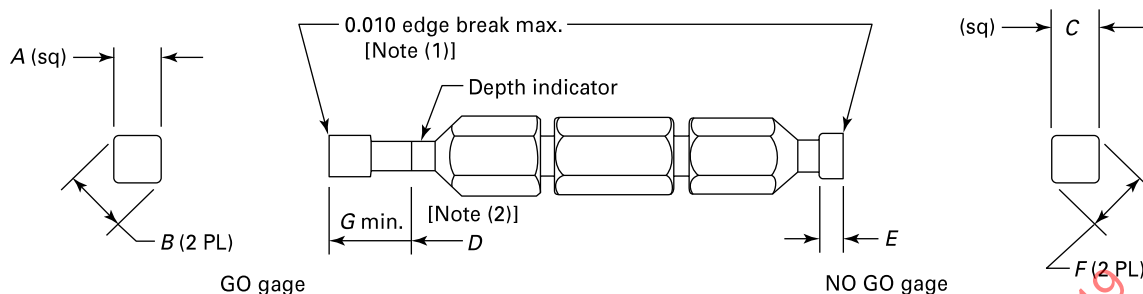 0.010 edge break max.
[Note (1)]
A (sq)
(sq) C
Depth indicator
G min.
[Note (2)]
D
E
B (2 PL)
F (2 PL)
GO gage
NO GO gage